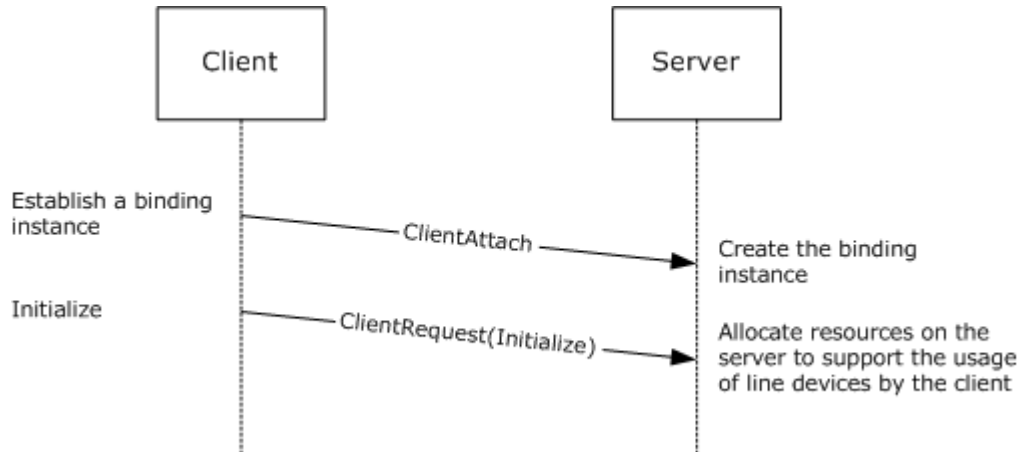 Client
Server
Establish a binding
instance
ClientAttach
Create the binding
instance
Initialize
ClientRequest(Initialize)
Allocate resources on the
server to support the usage
of line devices by the client